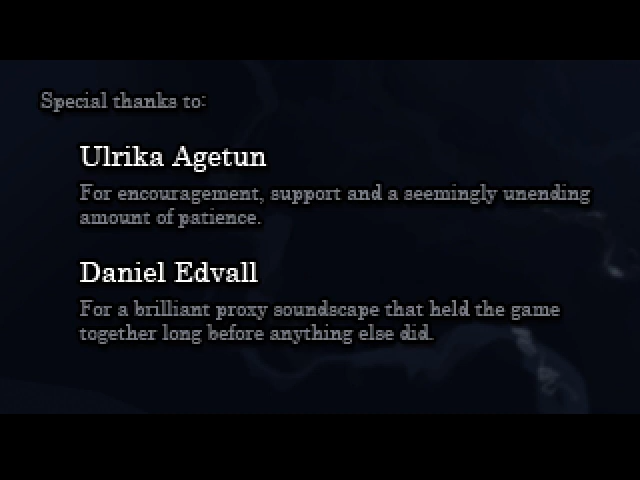 Special thanks to:
Ulrika Agetun
For encouragement, support and a seemingly unending
amount of patience.
Daniel Edvall
For a brilliant proxy soundscape that held the game
together long before anything else did.